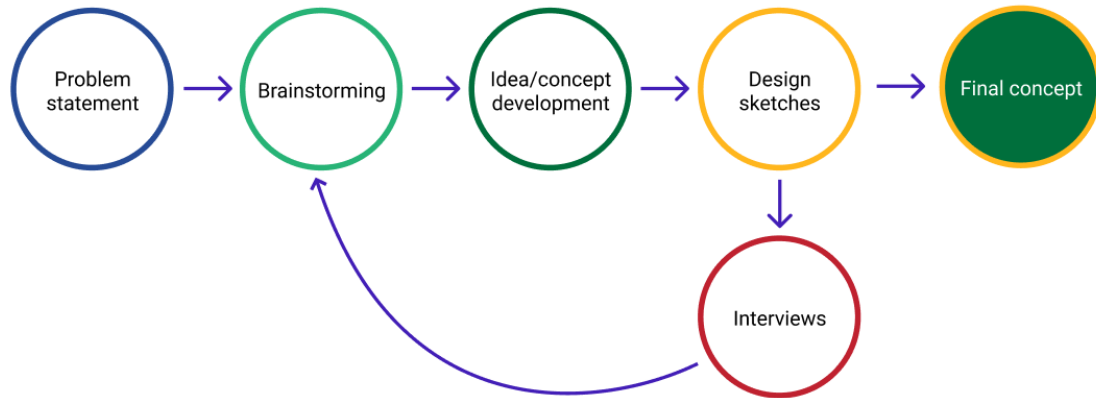 Problem
statement
Brainstorming
Idea/concept
development
Design
sketches
Final concept
Interviews